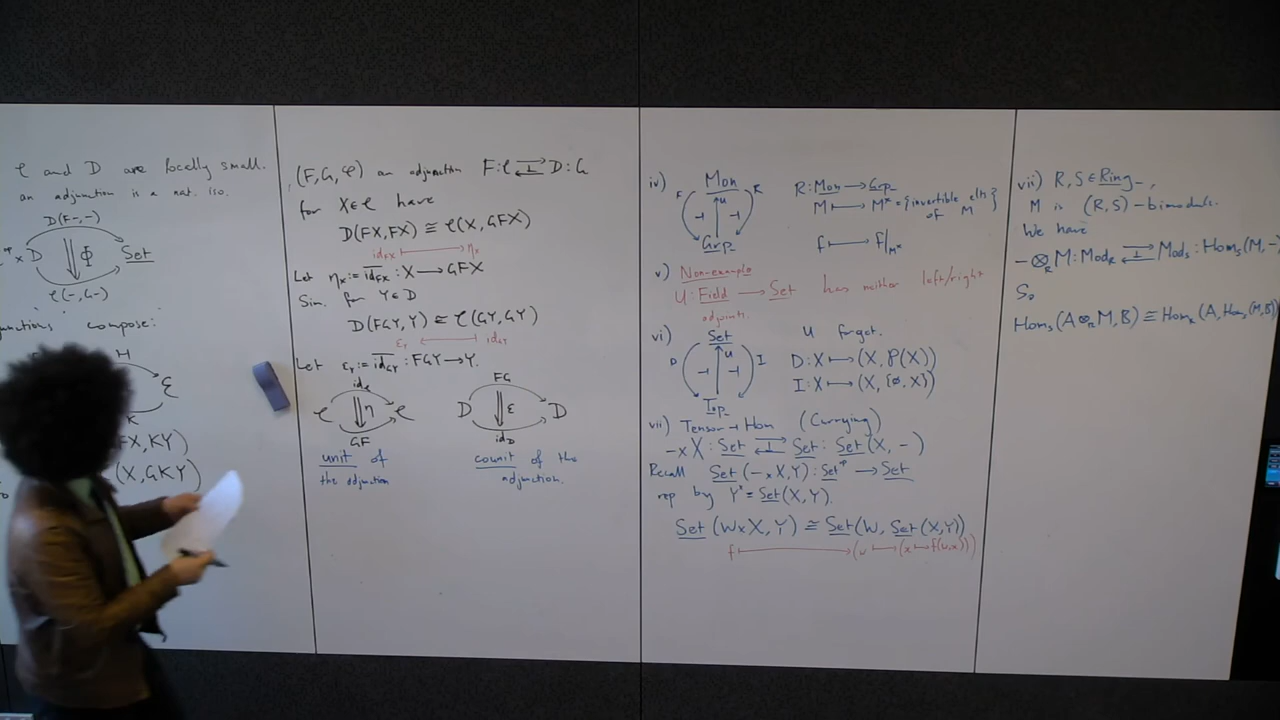 C and D are locally small.
an adjunction is a nat. iso.
D(F-,-)
D Φ Set
C(-,G-)
compose:
H
E
K
FX,KY)
(X,GKY)
(F,G,φ) an adjunction F:C ⇄ D:G
for X∈C have
D(FX,FX) ≅ C(X,GFX)
id_FX ⟼ η_X
Let η_X := \overline{id_FX} : X ⟶ GFX
Sim. for Y∈D
D(FGY,Y) ≅ C(GY,GY)
ε_Y ⟻ id_GY
Let ε_Y := \overline{id_GY} : FGY ⟶ Y.
id_C
C ⇓η C
GF
unit of
the adjunction
FG
D ⇓ε D
id_D
counit of the
adjunction.
iv) Mon
F ⊣ U ⊣ R
Grp
R:Mon ⟶ Grp
M ⟼ M^× = {invertible elts of M}
f ⟼ f|_M^×
v) Non-example
U:Field ⟶ Set has neither left/right
adjoint.
vi) Set
D ⊣ U ⊣ I
Top
U forget.
D:X ⟼ (X, P(X))
I:X ⟼ (X, {∅,X})
vii) Tensor ⊣ Hom (Currying)
-×X : Set ⇄ Set : Set(X,-)
Recall Set(-×X,Y) : Set^op ⟶ Set
rep by Y^X = Set(X,Y).
Set(W×X,Y) ≅ Set(W, Set(X,Y))
f ⟼ (w ⟼ (x ⟼ f(w,x)))
vii) R,S∈Ring,
M is (R,S)-bimodule.
We have
-⊗_R M : Mod_R ⇄ Mod_S : Hom_S(M,-)
So
Hom_S(A⊗_R M, B) ≅ Hom_R(A, Hom_S(M,B))